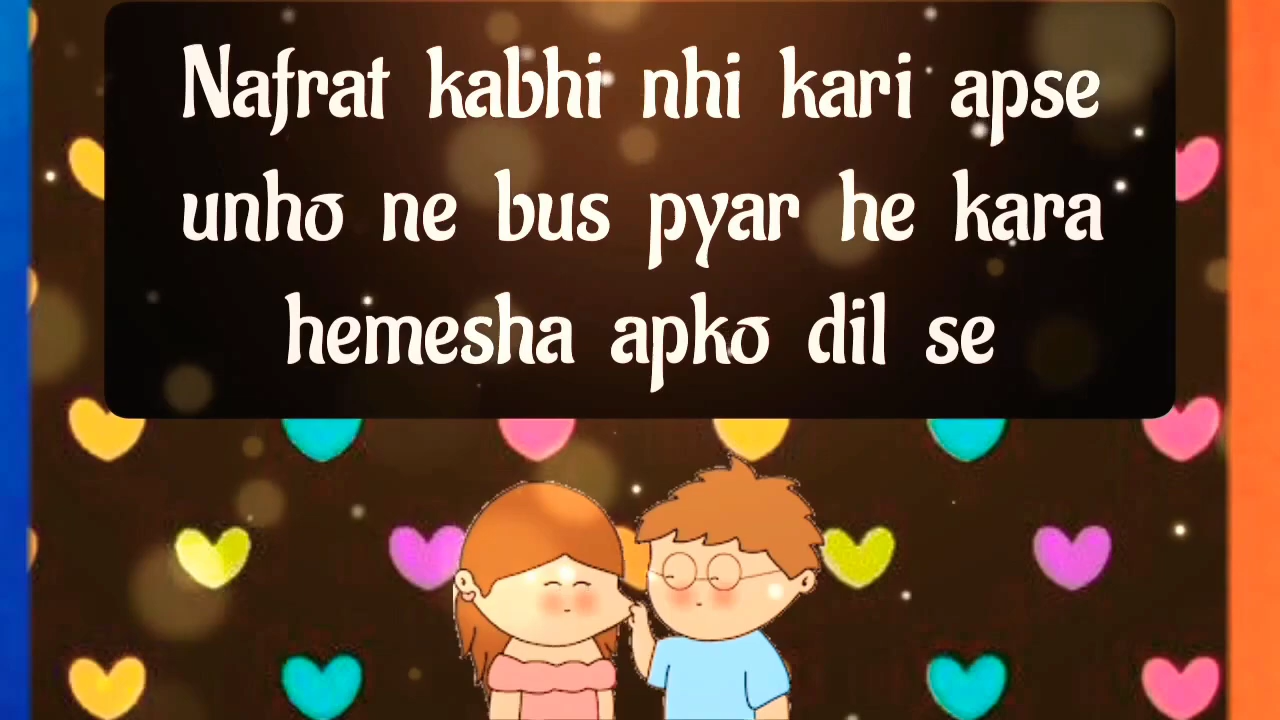 Nafrat kabhi nhi kari apse
unho ne bus pyar he kara
hemesha apko dil se